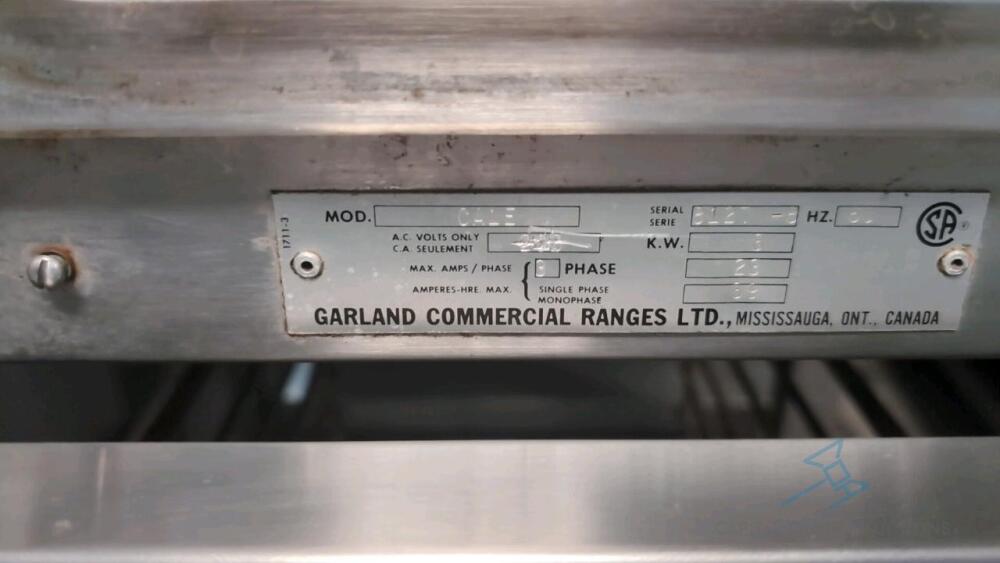 1711-3
MOD.
SERIAL
SERIE
HZ.
A.C. VOLTS ONLY
C.A. SEULEMENT
K.W.
MAX. AMPS / PHASE
PHASE
AMPERES-HRE. MAX.
SINGLE PHASE
MONOPHASE
GARLAND COMMERCIAL RANGES LTD., MISSISSAUGA, ONT., CANADA
SA